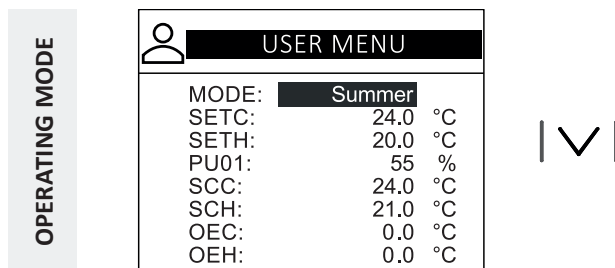 OPERATING MODE
USER MENU
MODE: Summer
SETC: 24.0 °C
SETH: 20.0 °C
PU01: 55 %
SCC: 24.0 °C
SCH: 21.0 °C
OEC: 0.0 °C
OEH: 0.0 °C